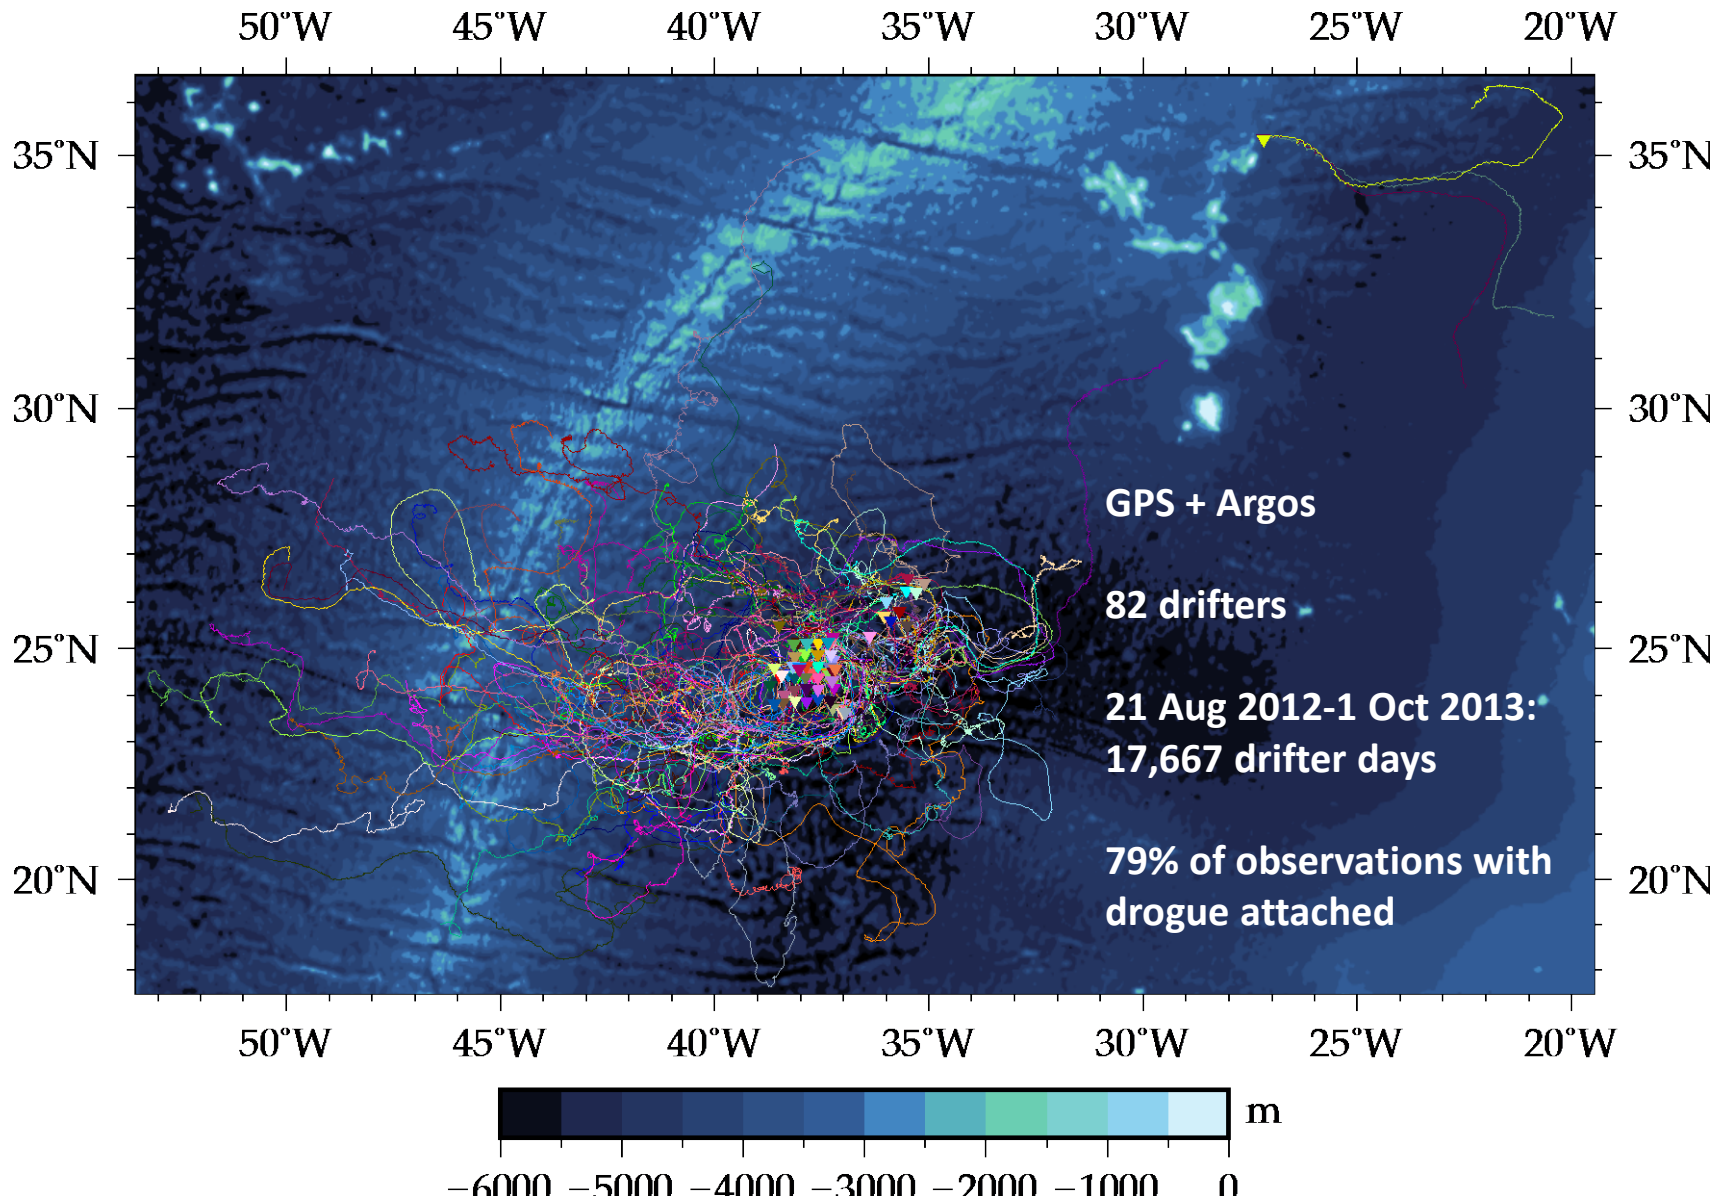 50°W 45°W 40°W 35°W 30°W 25°W 20°W
35°N 35°N
30°N 30°N
GPS + Argos
82 drifters
25°N 25°N
21 Aug 2012-1 Oct 2013:
17,667 drifter days
79% of observations with
20°N 20°N
drogue attached
50°W 45°W 40°W 35°W 30°W 25°W 20°W
m
−6000 −5000 −4000 −3000 −2000 −1000 0